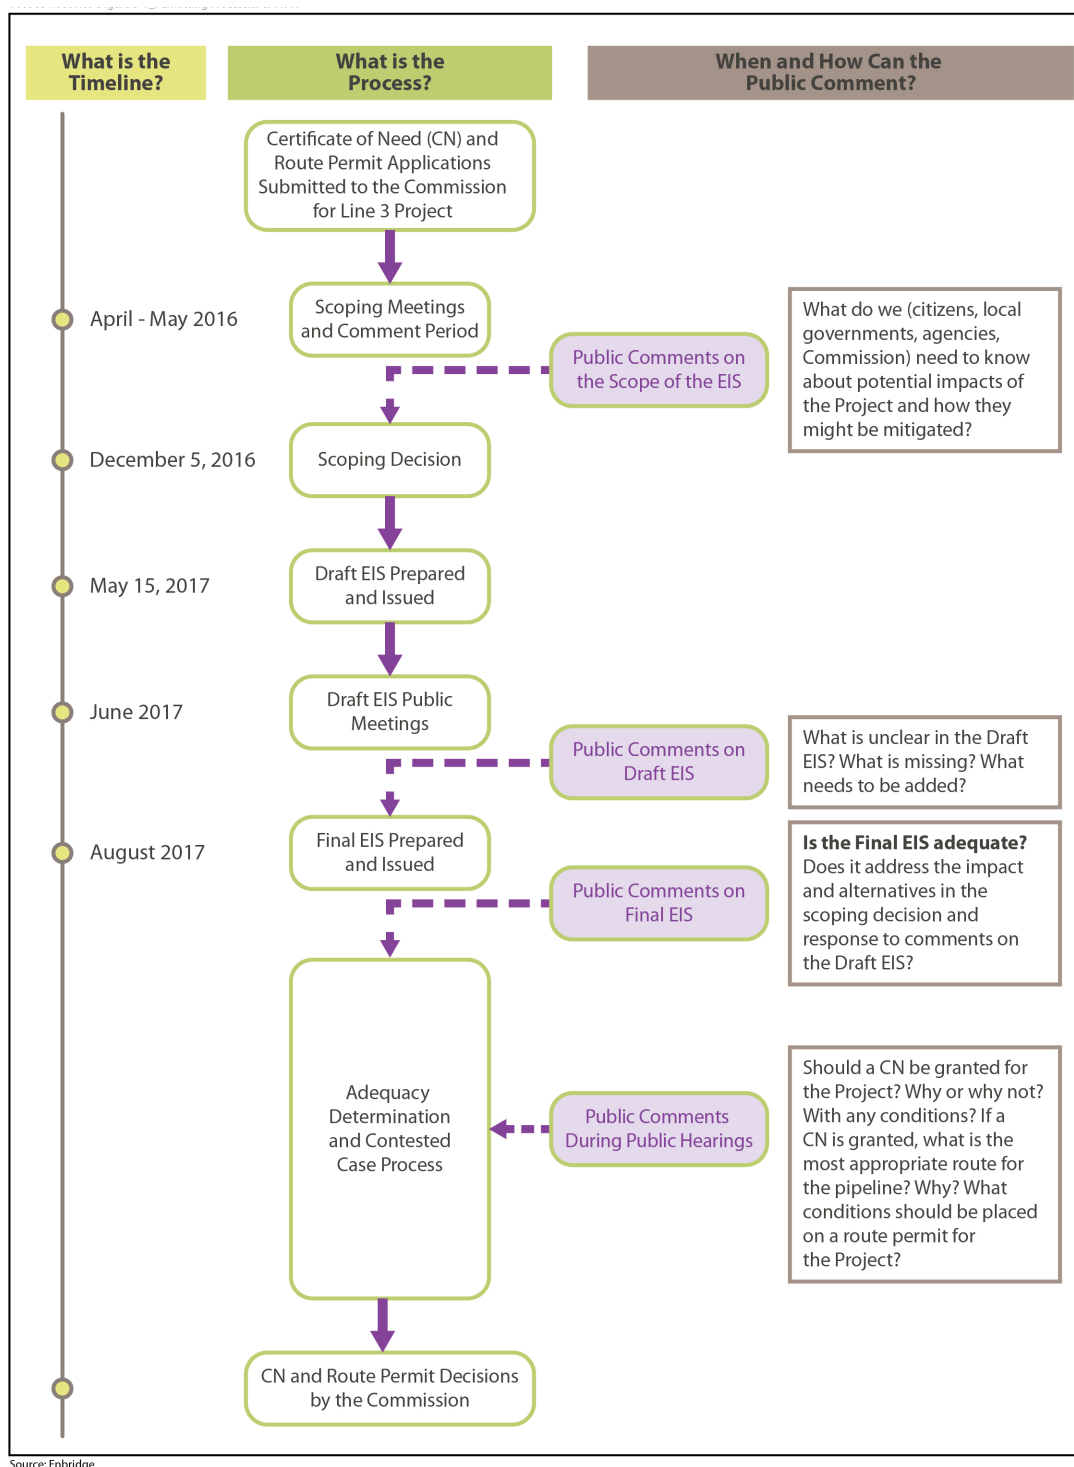 What is the
Timeline?
What is the
Process?
When and How Can the
Public Comment?
Certificate of Need (CN) and
Route Permit Applications
Submitted to the Commission
for Line 3 Project
April - May 2016
Scoping Meetings
and Comment Period
Public Comments on
the Scope of the EIS
What do we (citizens, local
governments, agencies,
Commission) need to know
about potential impacts of
the Project and how they
might be mitigated?
December 5, 2016
Scoping Decision
May 15, 2017
Draft EIS Prepared
and Issued
June 2017
Draft EIS Public
Meetings
Public Comments on
Draft EIS
What is unclear in the Draft
EIS? What is missing? What
needs to be added?
August 2017
Final EIS Prepared
and Issued
Public Comments on
Final EIS
Is the Final EIS adequate?
Does it address the impact
and alternatives in the
scoping decision and
response to comments on
the Draft EIS?
Adequacy
Determination
and Contested
Case Process
Public Comments
During Public Hearings
Should a CN be granted for
the Project? Why or why not?
With any conditions? If a
CN is granted, what is the
most appropriate route for
the pipeline? Why? What
conditions should be placed
on a route permit for
the Project?
CN and Route Permit Decisions
by the Commission
Source: Enbridge